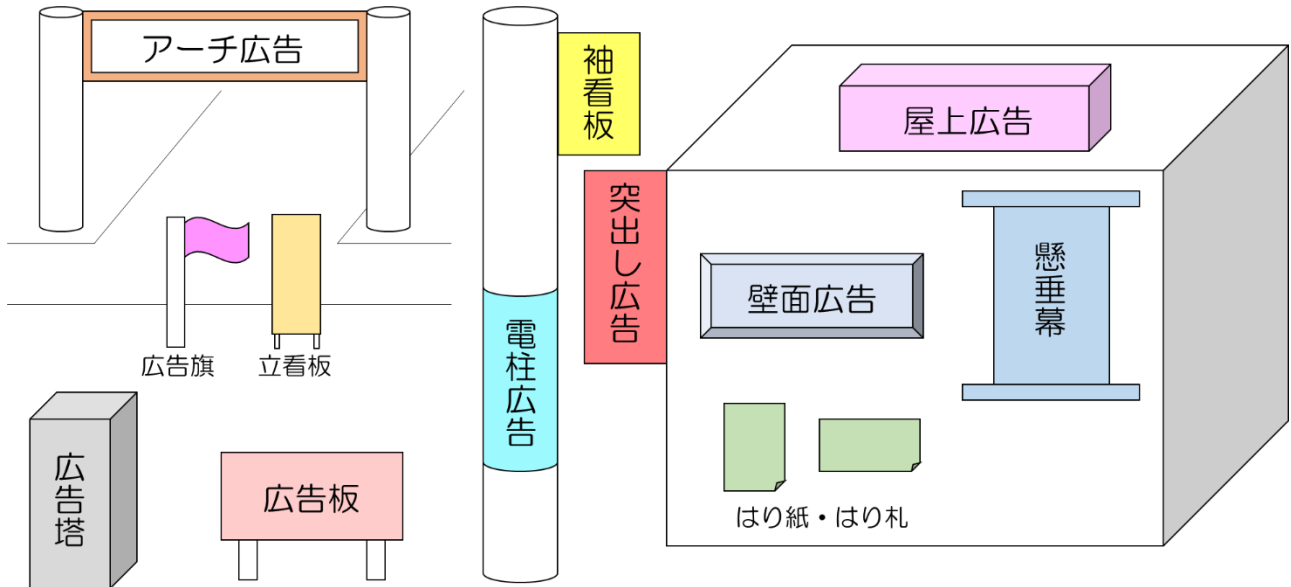 アーチ広告
袖看板
屋上広告
突出し広告
懸垂幕
壁面広告
電柱広告
広告旗
立看板
広告塔
広告板
はり紙・はり札